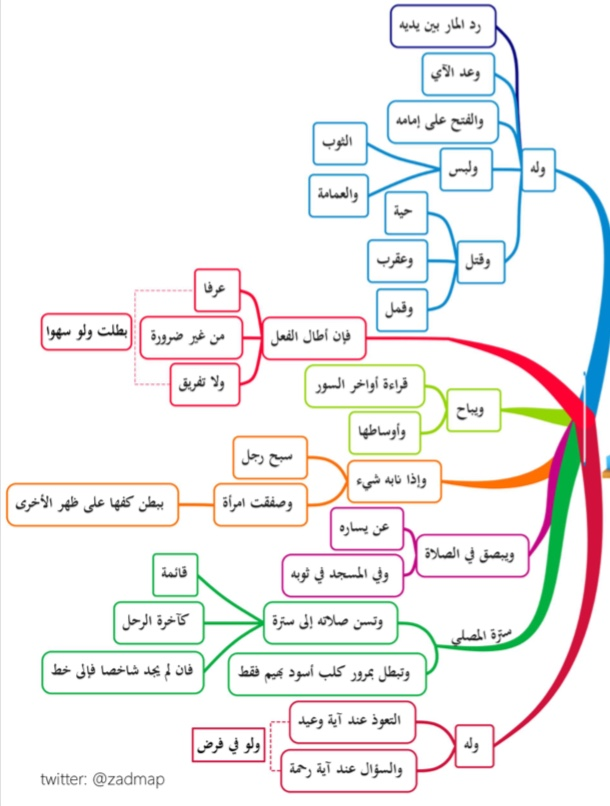 وله
رد المار بين يديه
وعد الآي
والفتح على إمامه
ولبس
الثوب
والعمامة
وقتل
حية
وعقرب
وقمل
فإن أطال الفعل
عرفا
من غير ضرورة
ولا تفريق
بطلت ولو سهوا
ويباح
قراءة أواخر السور
وأوساطها
وإذا نابه شيء
سبح رجل
وصفقت امرأة
ببطن كفها على ظهر الأخرى
ويبصق في الصلاة
عن يساره
وفي المسجد في ثوبه
سترة المصلي
وتسن صلاته إلى سترة
قائمة
كآخرة الرحل
فان لم يجد شاخصا فإلى خط
وتبطل بمرور كلب أسود بهيم فقط
وله
التعوذ عند آية وعيد
والسؤال عند آية رحمة
ولو في فرض
twitter: @zadmap